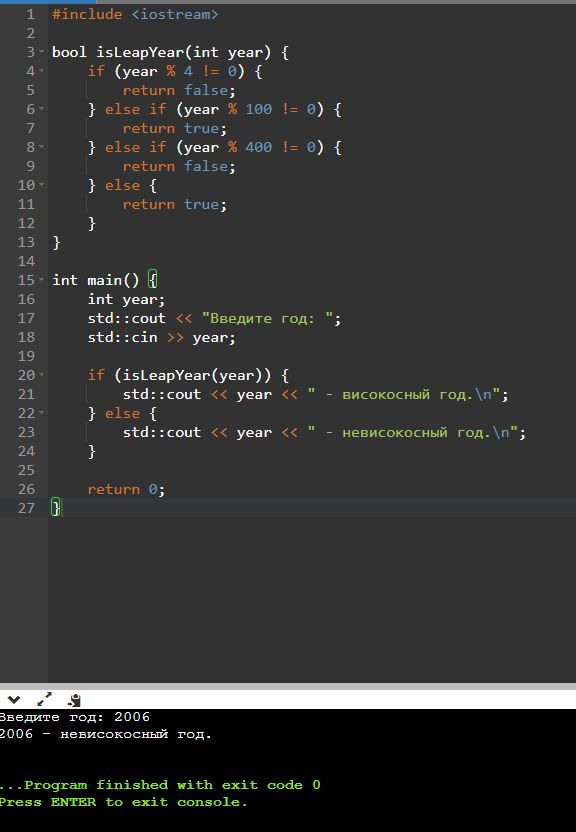 1 #include <iostream>
2
3 bool isLeapYear(int year) {
4     if (year % 4 != 0) {
5         return false;
6     } else if (year % 100 != 0) {
7         return true;
8     } else if (year % 400 != 0) {
9         return false;
10     } else {
11         return true;
12     }
13 }
14
15 int main() {
16     int year;
17     std::cout << "Введите год: ";
18     std::cin >> year;
19
20     if (isLeapYear(year)) {
21         std::cout << year << " - високосный год.\n";
22     } else {
23         std::cout << year << " - невисокосный год.\n";
24     }
25
26     return 0;
27 }
Введите год: 2006
2006 - невисокосный год.
...Program finished with exit code 0
Press ENTER to exit console.